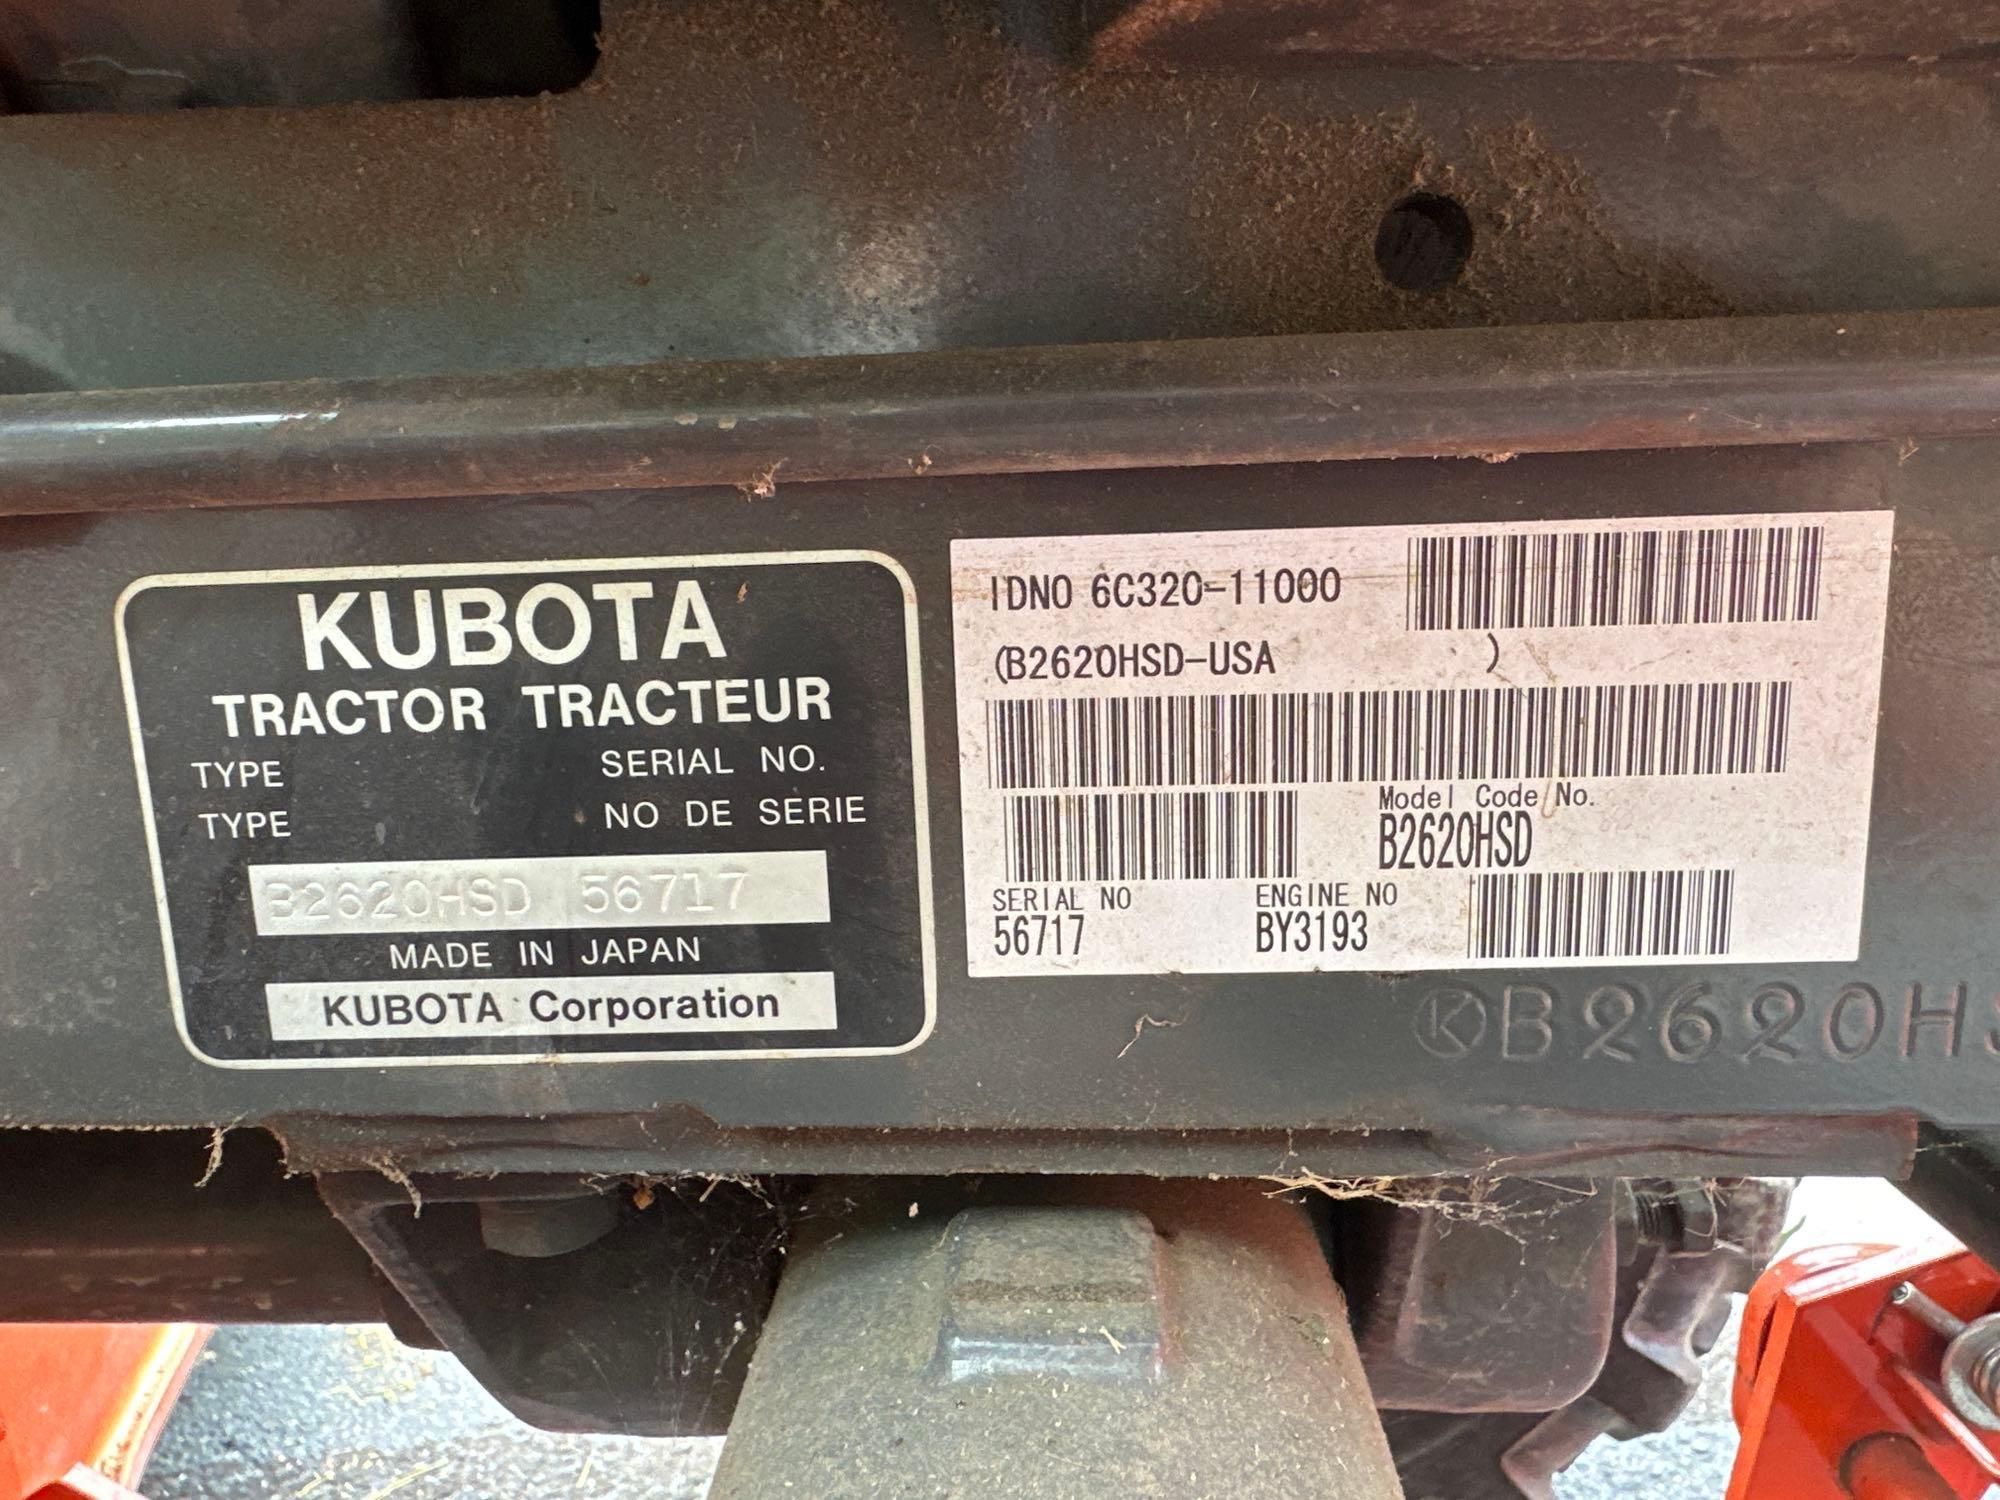 KUBOTA
TRACTOR TRACTEUR
TYPE SERIAL NO.
TYPE NO DE SERIE
B2620HSD 56717
MADE IN JAPAN
KUBOTA Corporation
IDNO 6C320-11000
(B2620HSD-USA )
Model Code No.
B2620HSD
SERIAL NO ENGINE NO
56717 BY3193
K B2620HS